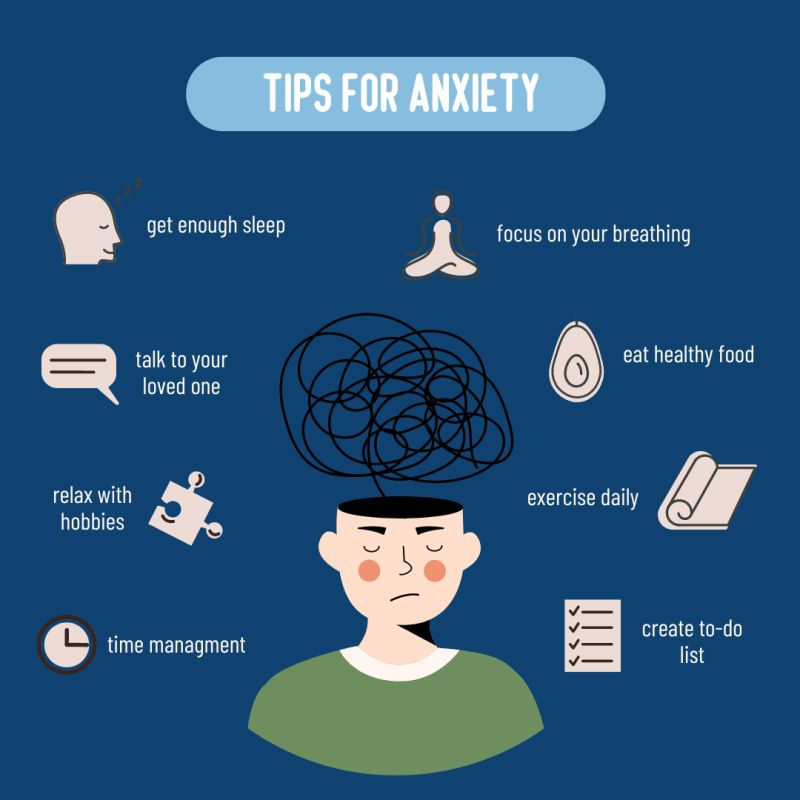 TIPS FOR ANXIETY
z z z
get enough sleep
focus on your breathing
talk to your
loved one
eat healthy food
relax with
hobbies
exercise daily
time managment
create to-do
list